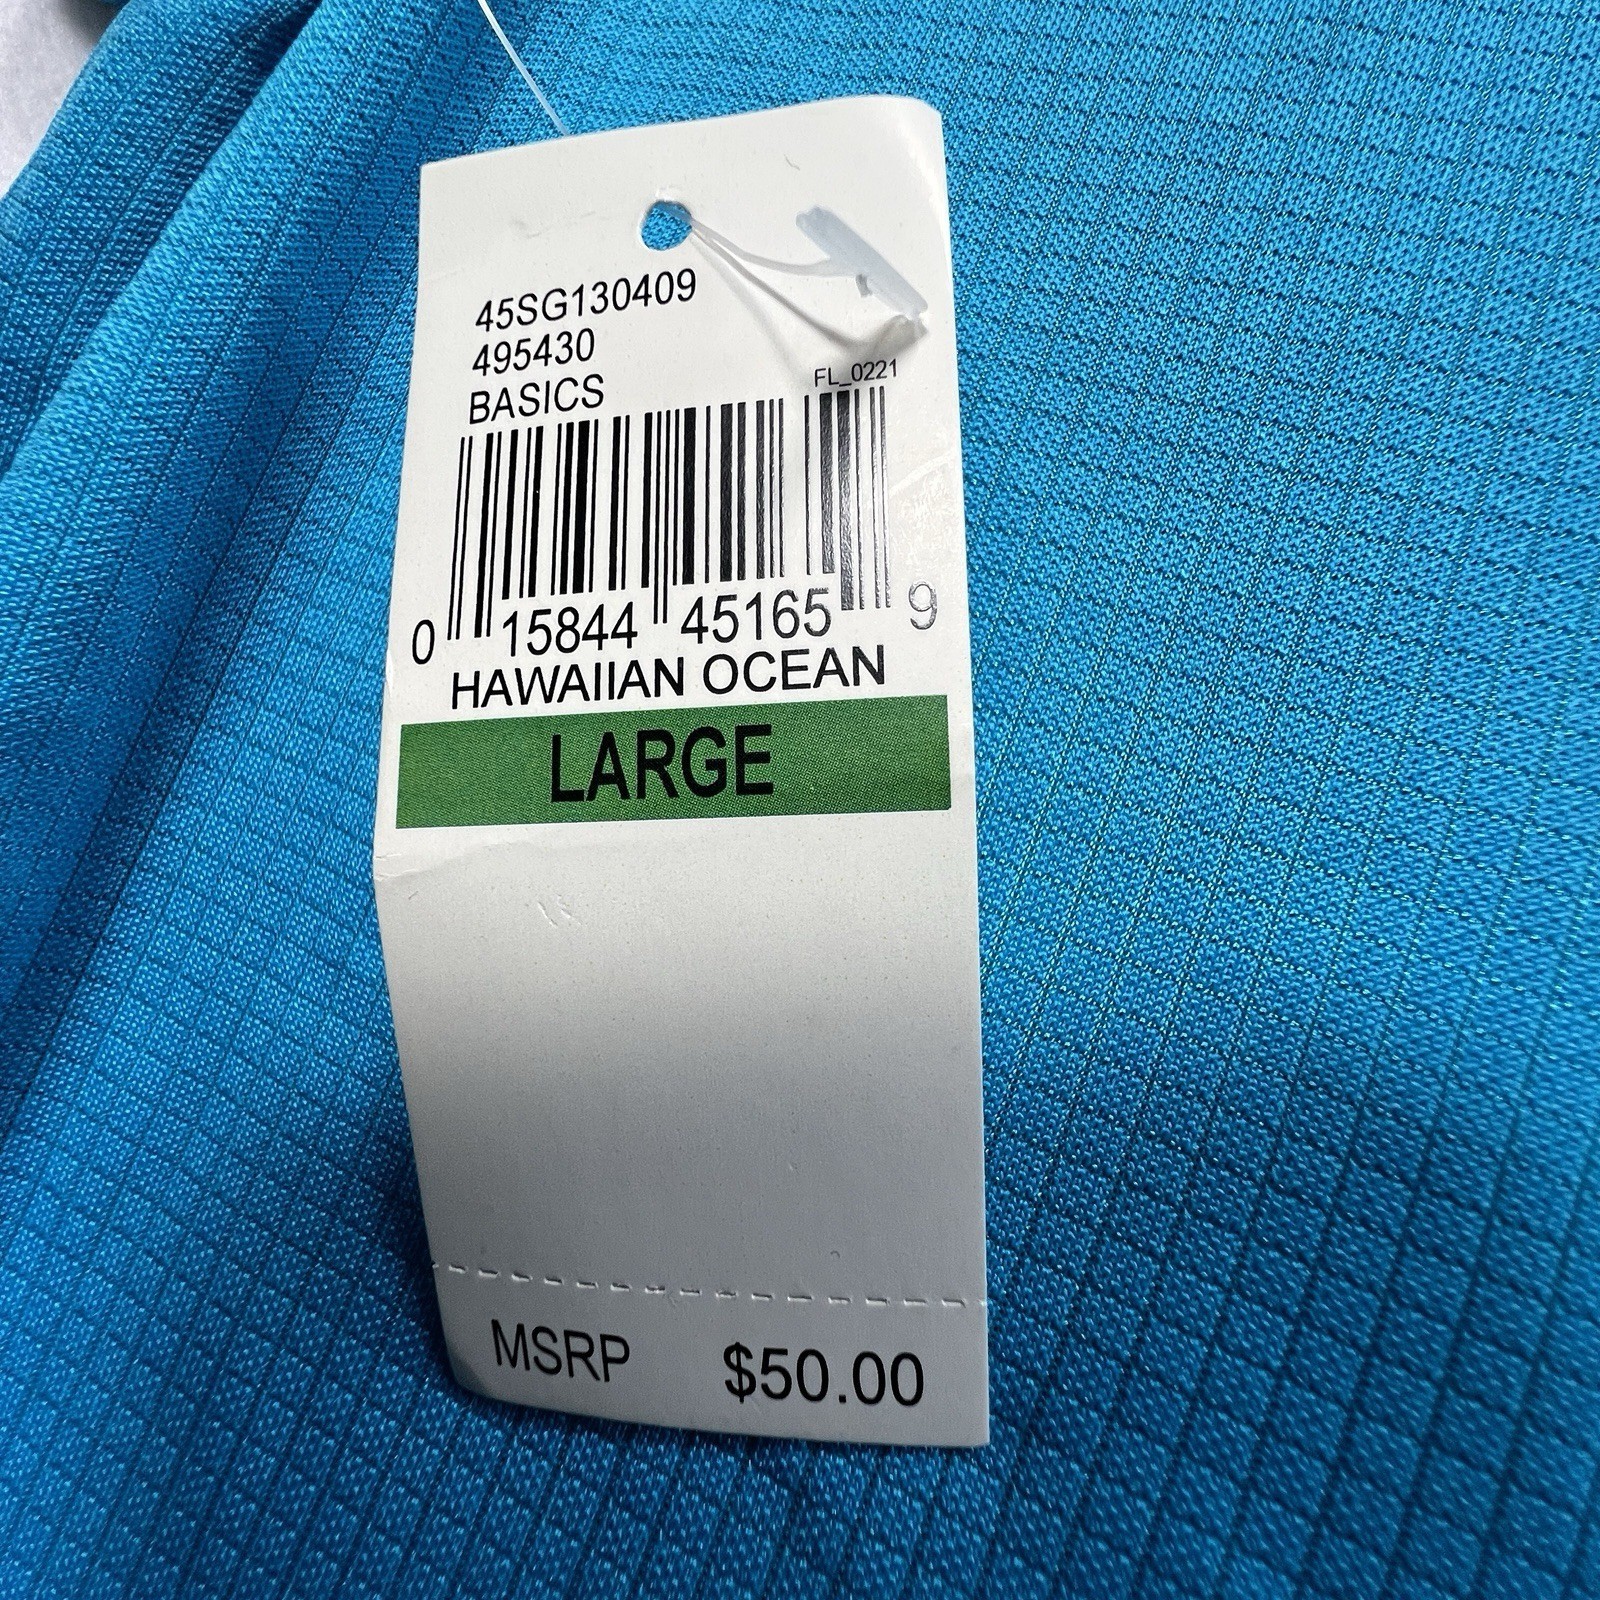 45SG130409
495430
BASICS
FL_0221
0 15844 45165 9
HAWAIIAN OCEAN
LARGE
MSRP $50.00